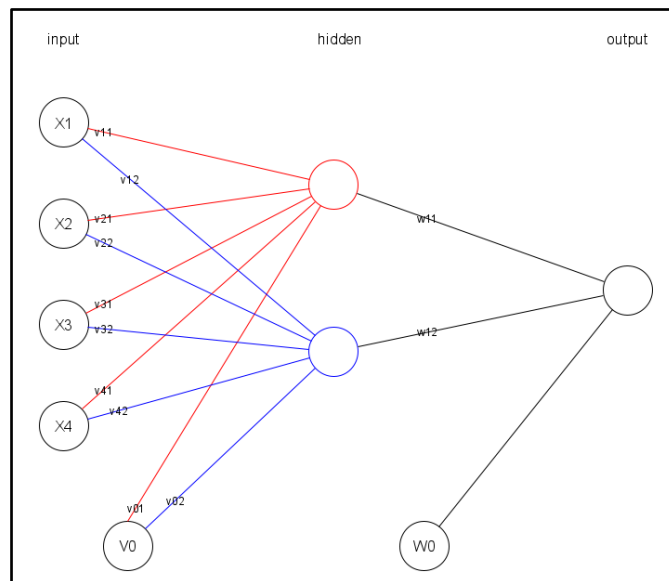 input hidden output
X1
v11
v12
X2
v21
v22
w11
X3
v31
v32
w12
X4
v41
v42
v01
v02
V0
W0